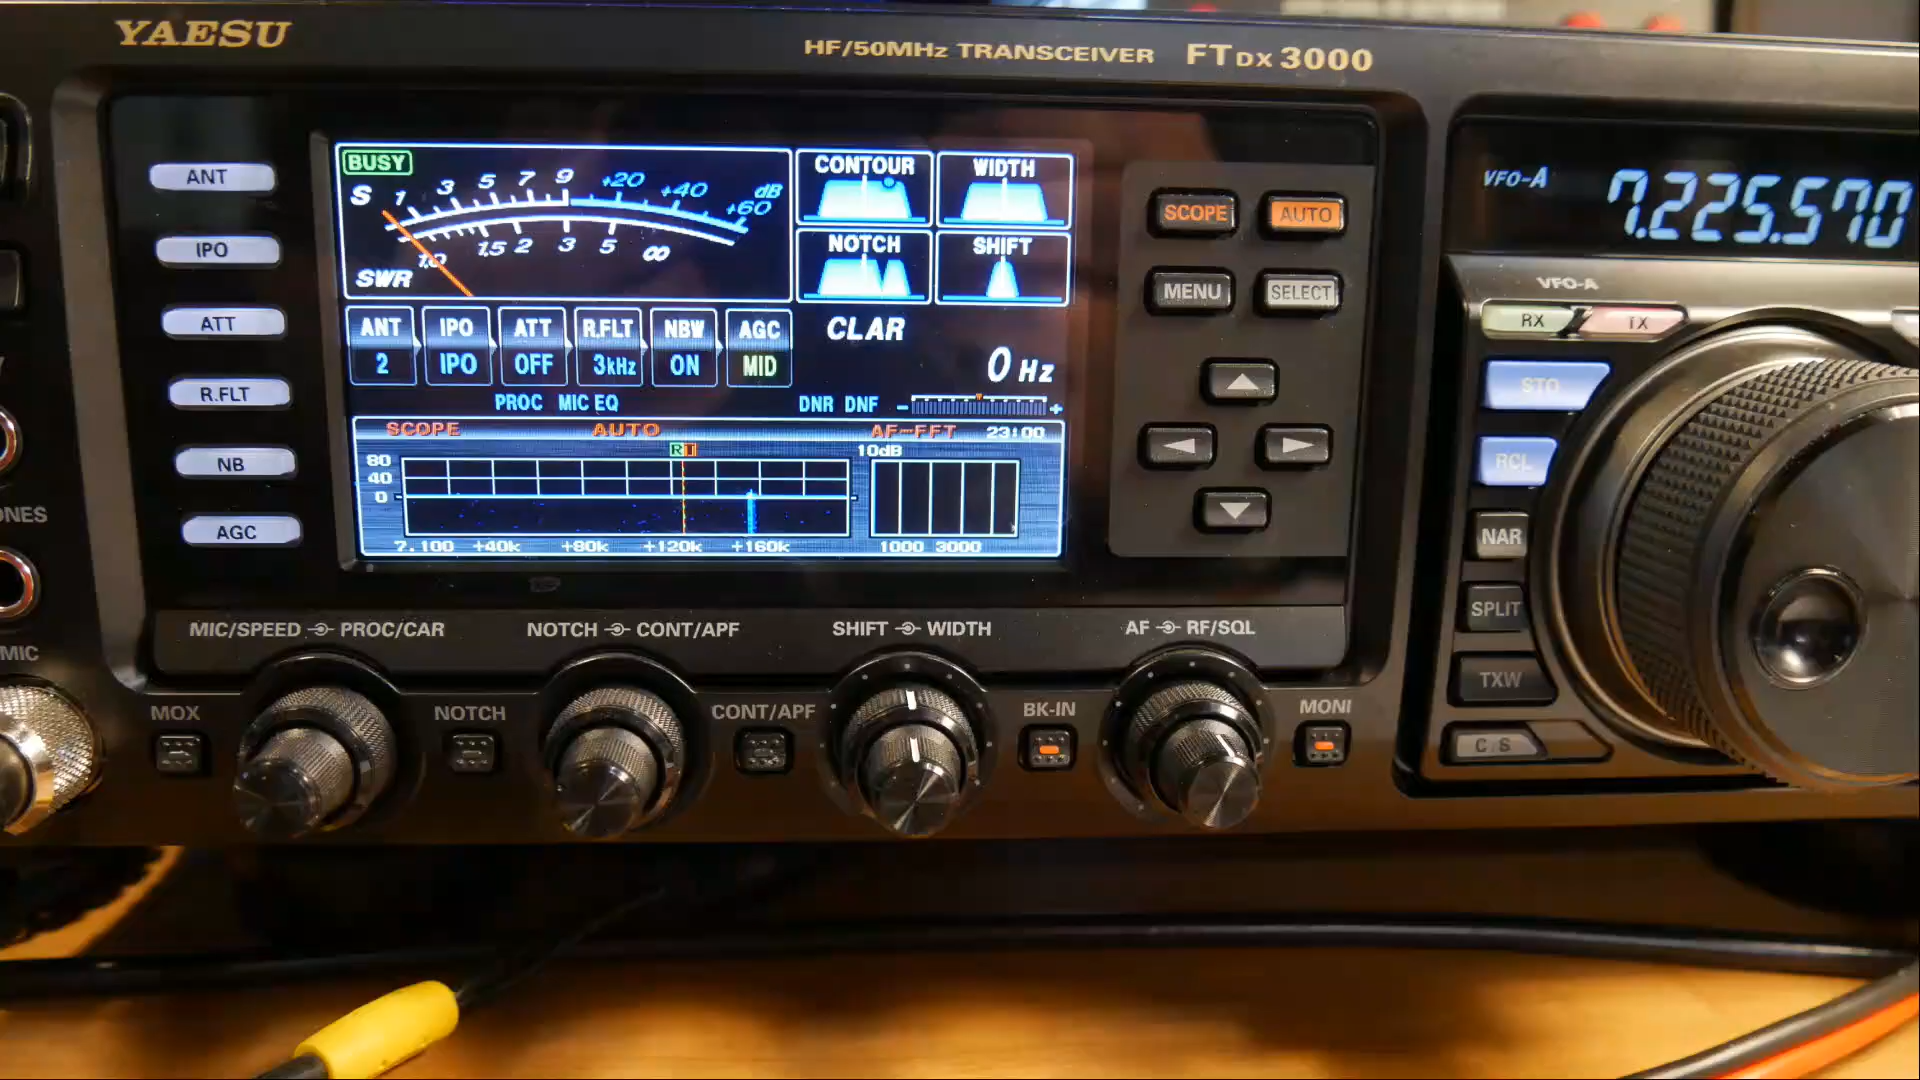 YAESU
HF/50MHz TRANSCEIVER FTDX 3000
ANT
IPO
ATT
R.FLT
NB
AGC
BUSY
S 1 3 5 7 9 +20 +40 +60 dB
1.0 1.5 2 3 5 ∞
SWR
CONTOUR WIDTH
NOTCH SHIFT
ANT IPO ATT R.FLT NBW AGC
2 IPO OFF 3kHz ON MID
CLAR
0 Hz
PROC MIC EQ DNR DNF - +
SCOPE AUTO AF-FFT 23:00
R T 10dB
80
40
0
7.100 +40k +80k +120k +160k 1000 3000
SCOPE AUTO
MENU SELECT
VFO-A 7.225.570
VFO-A
RX TX
STO
RCL
NAR
SPLIT
TXW
C.S
ONES
MIC
MIC/SPEED PROC/CAR NOTCH CONT/APF SHIFT WIDTH AF RF/SQL
MOX NOTCH CONT/APF BK-IN MONI